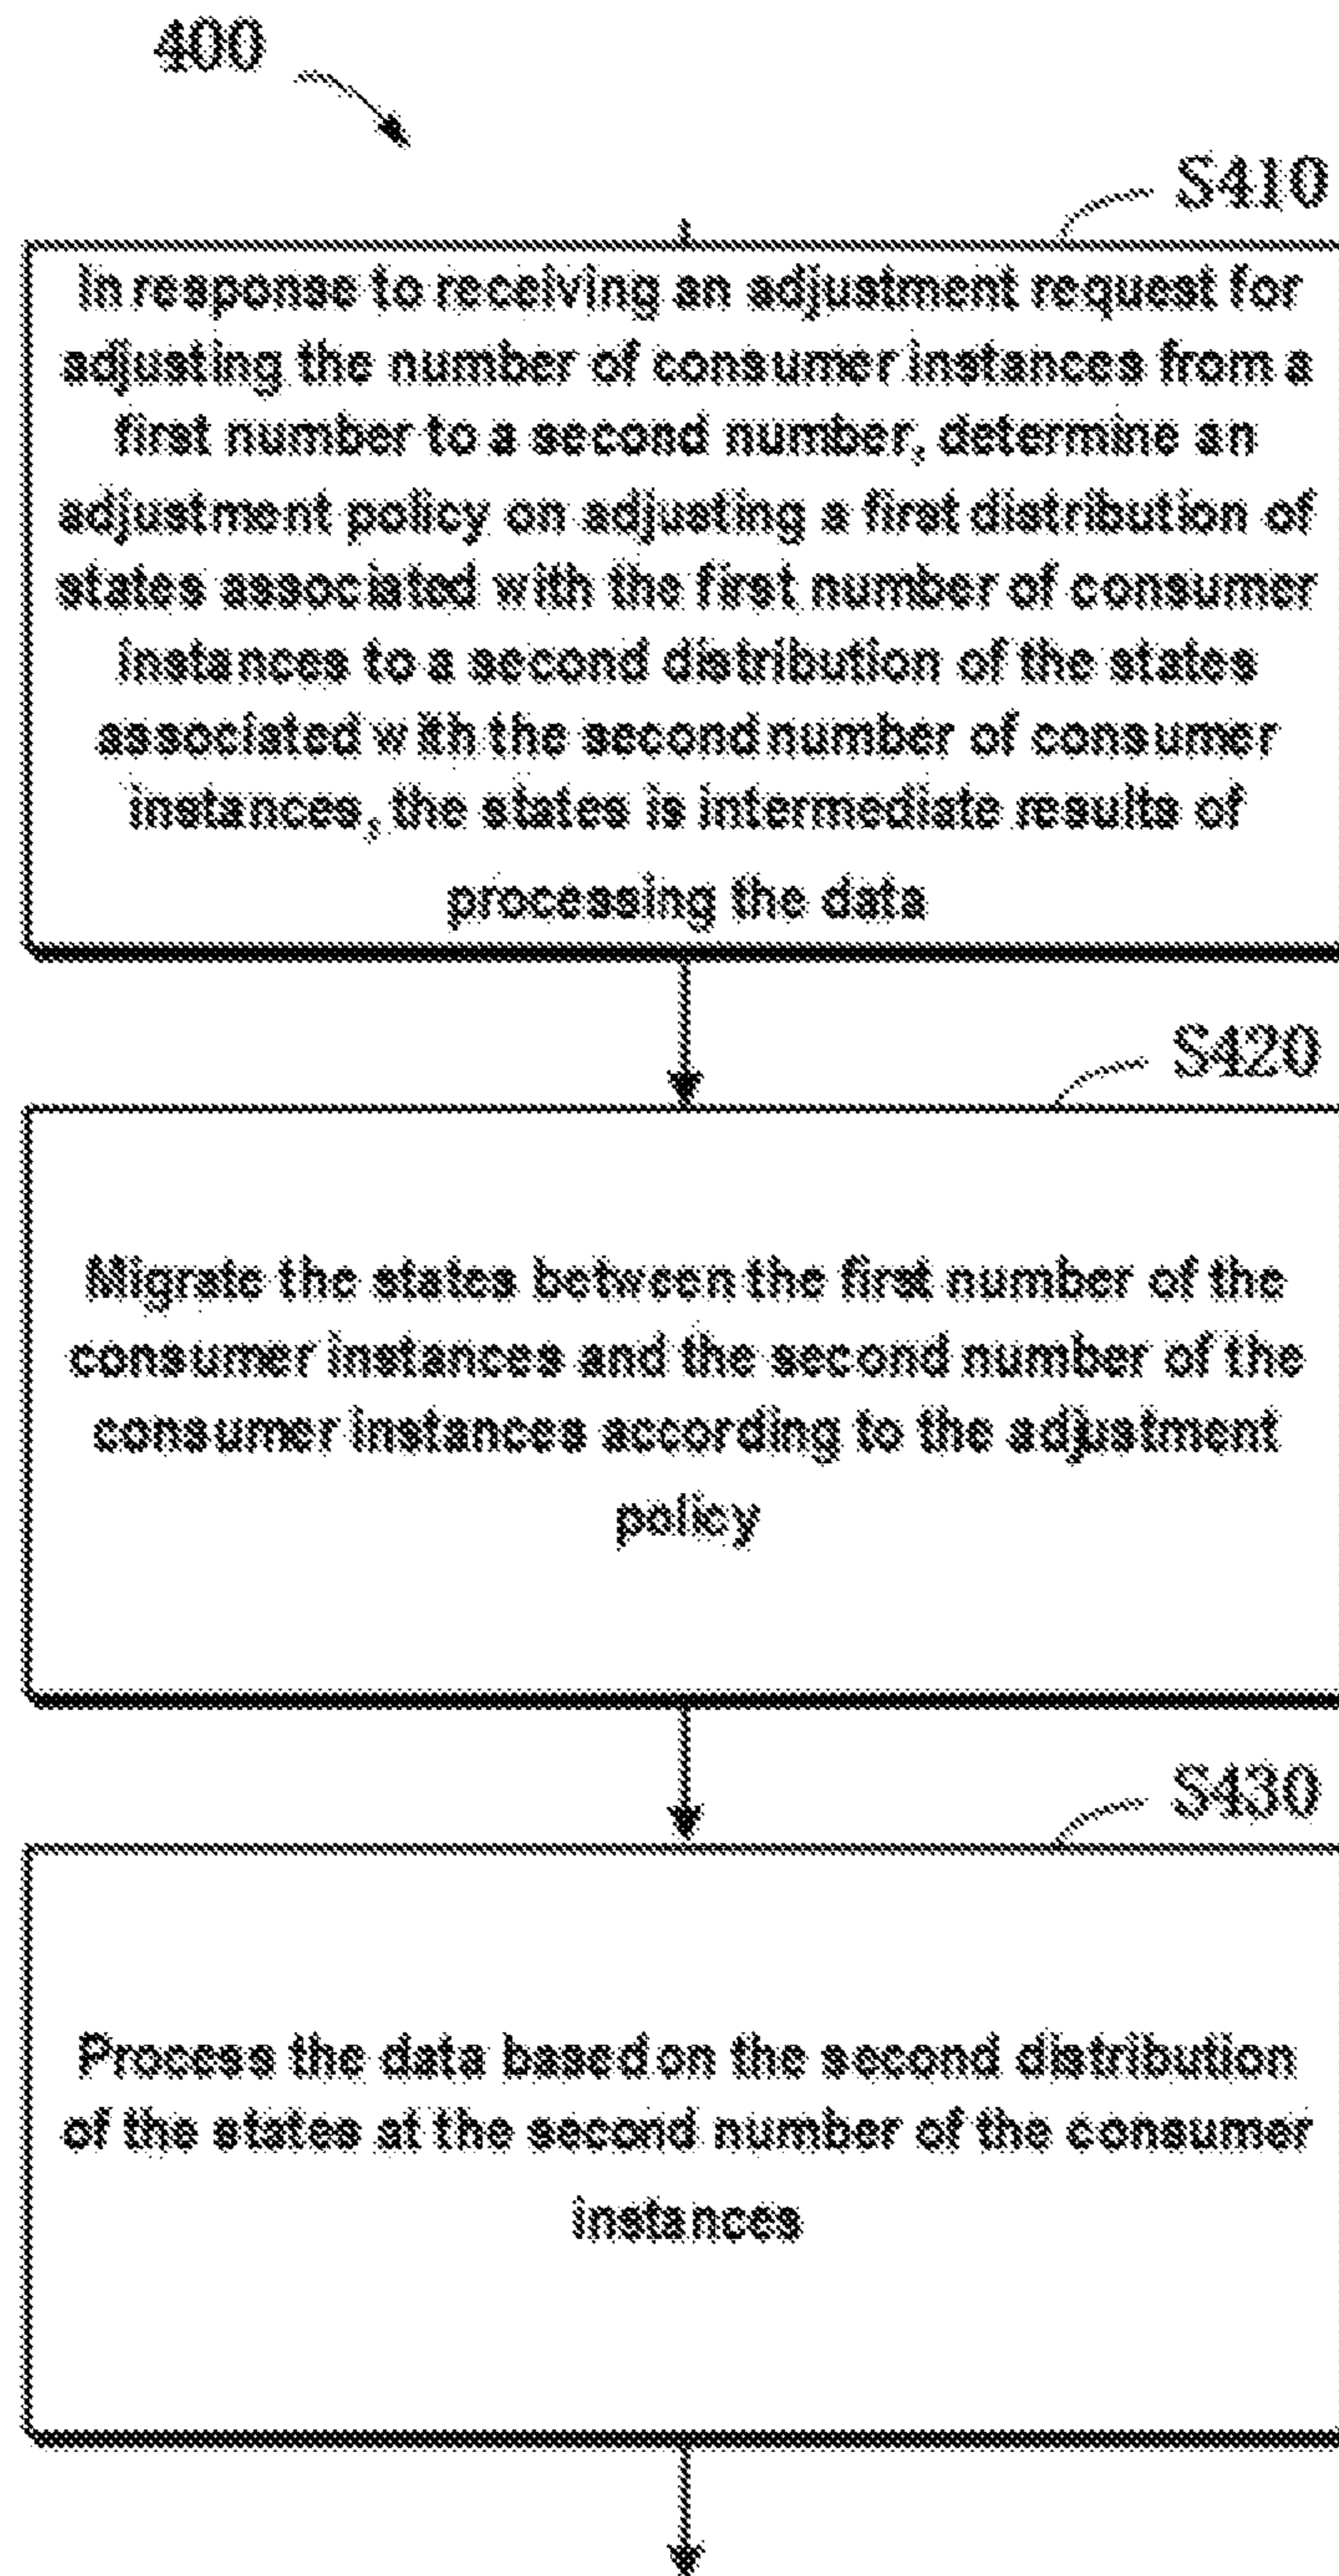 400
S410
In response to receiving an adjustment request for
adjusting the number of consumer instances from a
first number to a second number, determine an
adjustment policy on adjusting a first distribution of
states associated with the first number of consumer
instances to a second distribution of the states
associated with the second number of consumer
instances, the states is intermediate results of
processing the data
S420
Migrate the states between the first number of the
consumer instances and the second number of the
consumer instances according to the adjustment
policy
S430
Process the data based on the second distribution
of the states at the second number of the consumer
instances